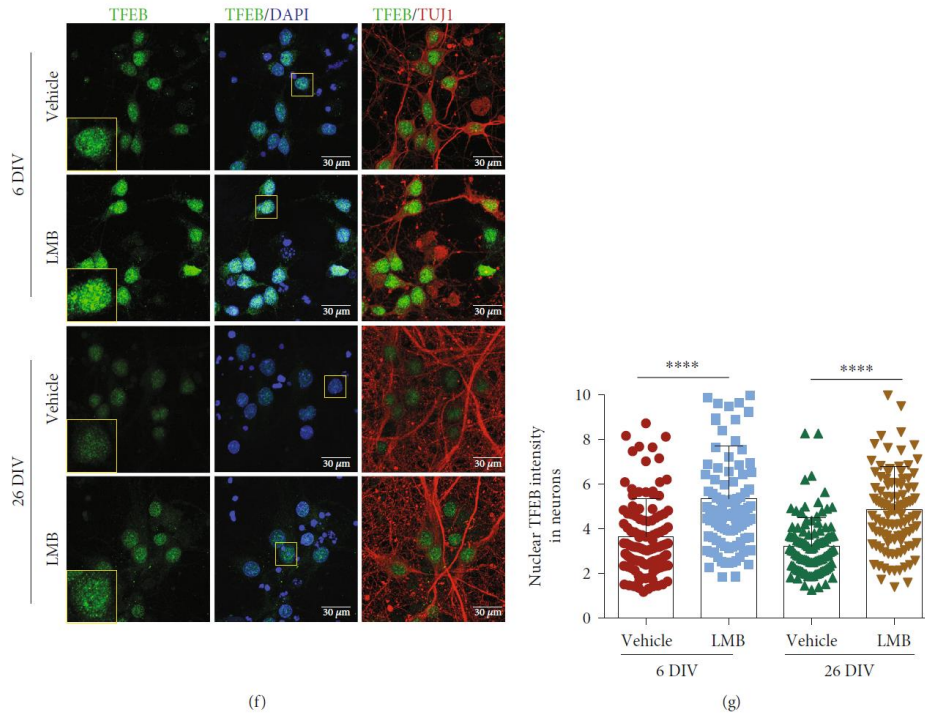 TFEB
TFEB/DAPI
TFEB/TUJ1
6 DIV
Vehicle
30 µm
30 µm
LMB
30 µm
30 µm
26 DIV
Vehicle
30 µm
30 µm
LMB
30 µm
30 µm
(f)
Nuclear TFEB intensity
in neurons
10
8
6
4
2
0
****
****
Vehicle
LMB
Vehicle
LMB
6 DIV
26 DIV
(g)